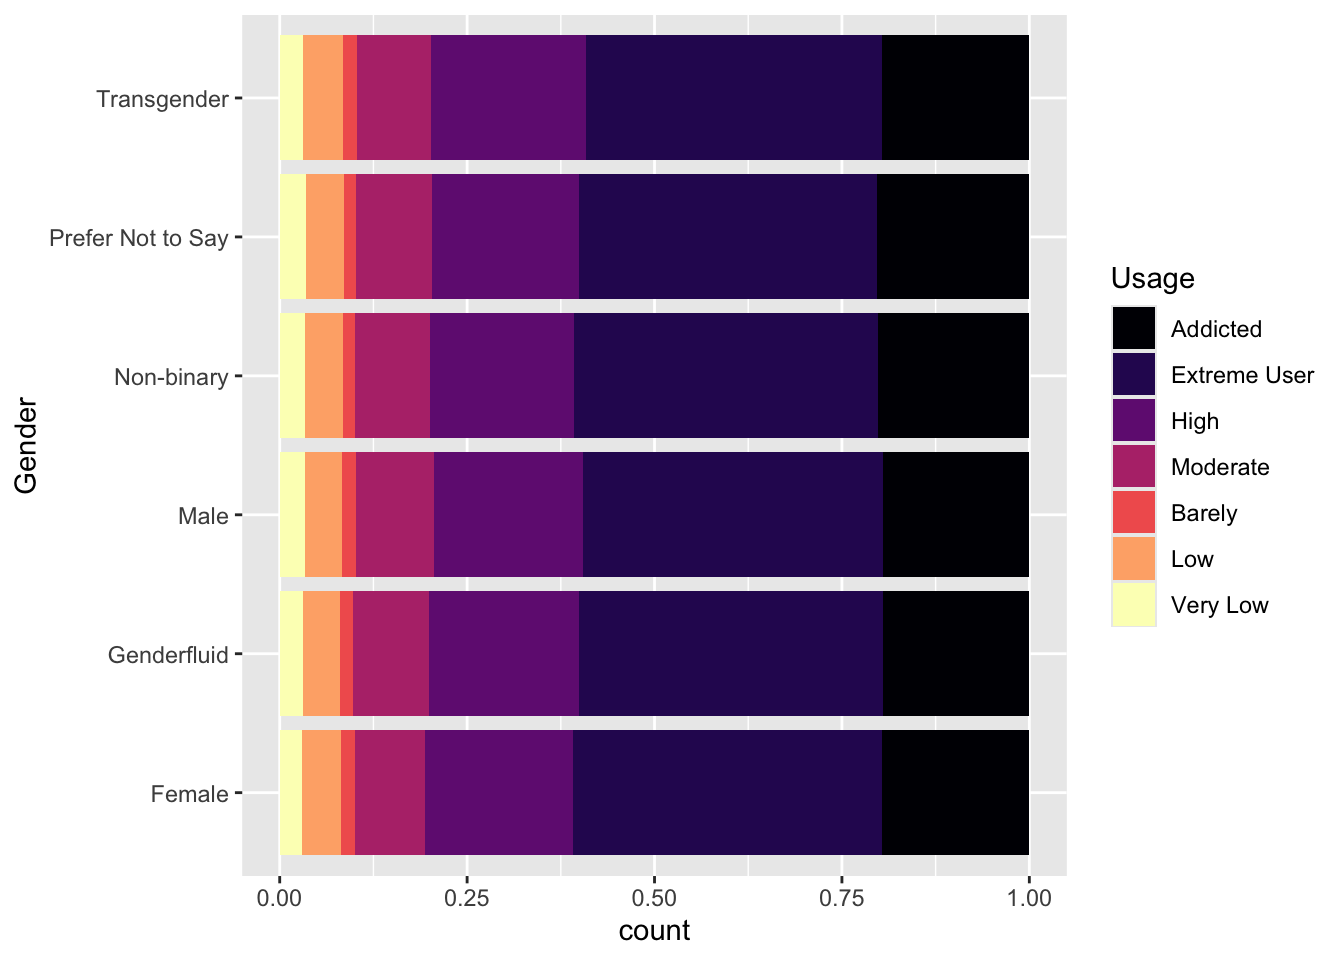 Transgender
Prefer Not to Say
Non-binary
Male
Genderfluid
Female
Gender
0.00 0.25 0.50 0.75 1.00
count
Usage
Addicted
Extreme User
High
Moderate
Barely
Low
Very Low